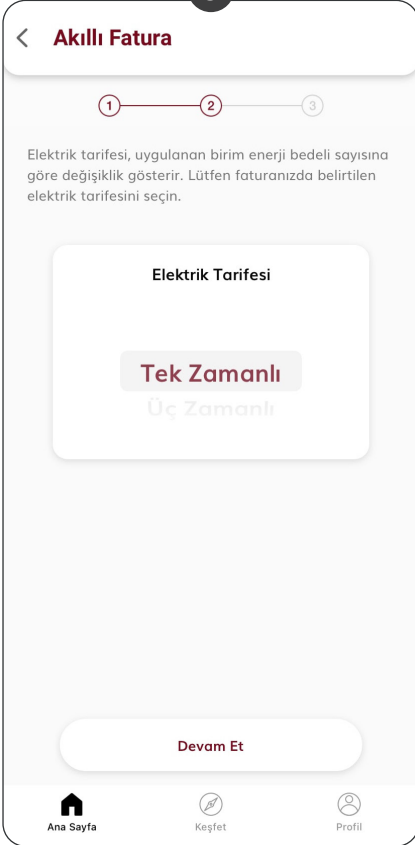 Akıllı Fatura
1 2 3
Elektrik tarifesi, uygulanan birim enerji bedeli sayısına
göre değişiklik gösterir. Lütfen faturanızda belirtilen
elektrik tarifesini seçin.
Elektrik Tarifesi
Tek Zamanlı
Üç Zamanlı
Devam Et
Ana Sayfa Keşfet Profil